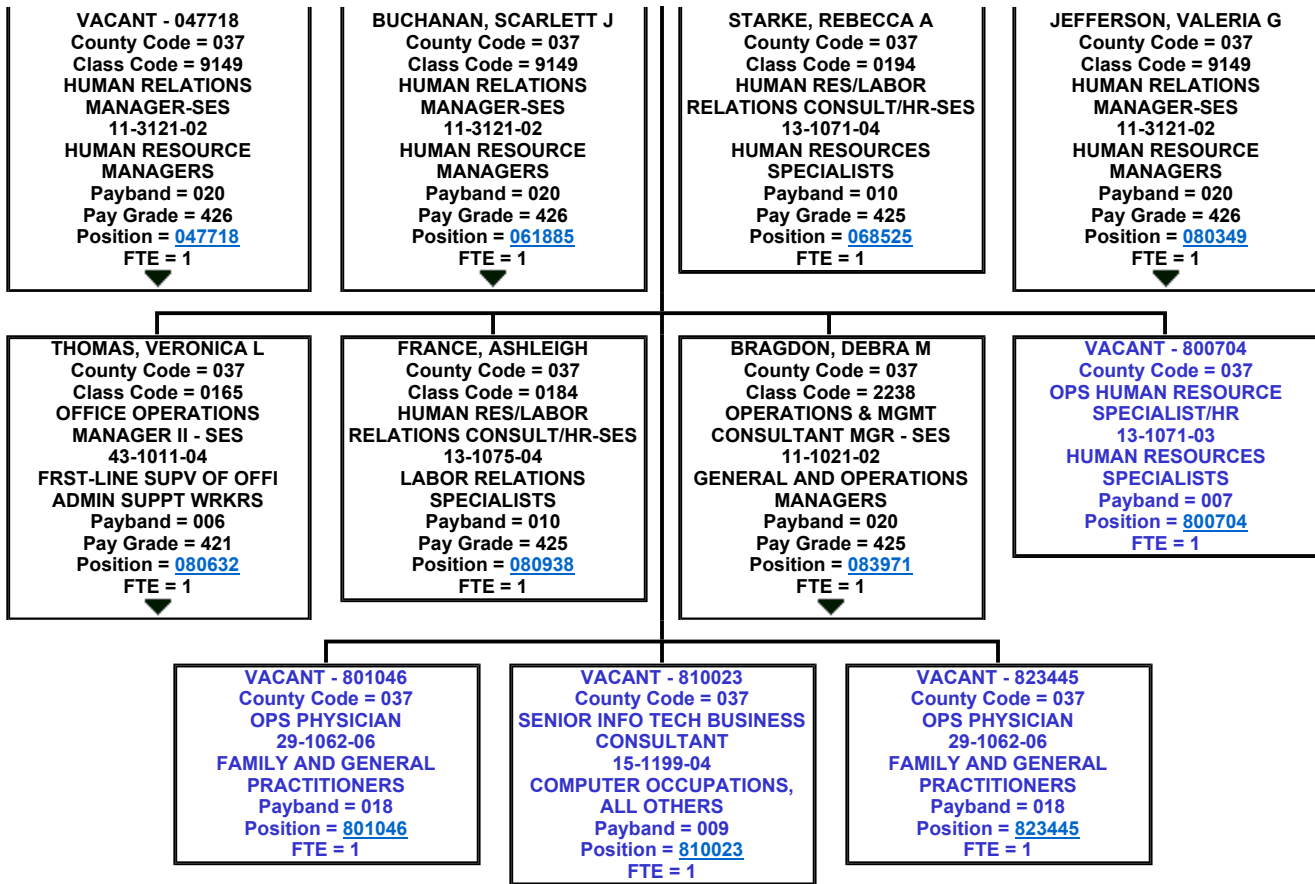 VACANT - 047718
County Code = 037
Class Code = 9149
HUMAN RELATIONS
MANAGER-SES
11-3121-02
HUMAN RESOURCE
MANAGERS
Payband = 020
Pay Grade = 426
Position = 047718
FTE = 1
BUCHANAN, SCARLETT J
County Code = 037
Class Code = 9149
HUMAN RELATIONS
MANAGER-SES
11-3121-02
HUMAN RESOURCE
MANAGERS
Payband = 020
Pay Grade = 426
Position = 061885
FTE = 1
STARKE, REBECCA A
County Code = 037
Class Code = 0194
HUMAN RES/LABOR
RELATIONS CONSULT/HR-SES
13-1071-04
HUMAN RESOURCES
SPECIALISTS
Payband = 010
Pay Grade = 425
Position = 068525
FTE = 1
JEFFERSON, VALERIA G
County Code = 037
Class Code = 9149
HUMAN RELATIONS
MANAGER-SES
11-3121-02
HUMAN RESOURCE
MANAGERS
Payband = 020
Pay Grade = 426
Position = 080349
FTE = 1
THOMAS, VERONICA L
County Code = 037
Class Code = 0165
OFFICE OPERATIONS
MANAGER II - SES
43-1011-04
FRST-LINE SUPV OF OFFI
ADMIN SUPPT WRKRS
Payband = 006
Pay Grade = 421
Position = 080632
FTE = 1
FRANCE, ASHLEIGH
County Code = 037
Class Code = 0184
HUMAN RES/LABOR
RELATIONS CONSULT/HR-SES
13-1075-04
LABOR RELATIONS
SPECIALISTS
Payband = 010
Pay Grade = 425
Position = 080938
FTE = 1
BRAGDON, DEBRA M
County Code = 037
Class Code = 2238
OPERATIONS & MGMT
CONSULTANT MGR - SES
11-1021-02
GENERAL AND OPERATIONS
MANAGERS
Payband = 020
Pay Grade = 425
Position = 083971
FTE = 1
VACANT - 800704
County Code = 037
OPS HUMAN RESOURCE
SPECIALIST/HR
13-1071-03
HUMAN RESOURCES
SPECIALISTS
Payband = 007
Position = 800704
FTE = 1
VACANT - 801046
County Code = 037
OPS PHYSICIAN
29-1062-06
FAMILY AND GENERAL
PRACTITIONERS
Payband = 018
Position = 801046
FTE = 1
VACANT - 810023
County Code = 037
SENIOR INFO TECH BUSINESS
CONSULTANT
15-1199-04
COMPUTER OCCUPATIONS,
ALL OTHERS
Payband = 009
Position = 810023
FTE = 1
VACANT - 823445
County Code = 037
OPS PHYSICIAN
29-1062-06
FAMILY AND GENERAL
PRACTITIONERS
Payband = 018
Position = 823445
FTE = 1